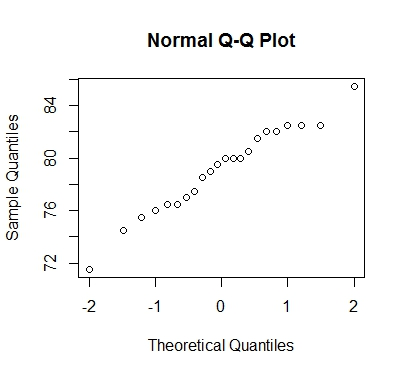 Normal Q-Q Plot
Sample Quantiles
84
80
76
72
-2 -1 0 1 2
Theoretical Quantiles